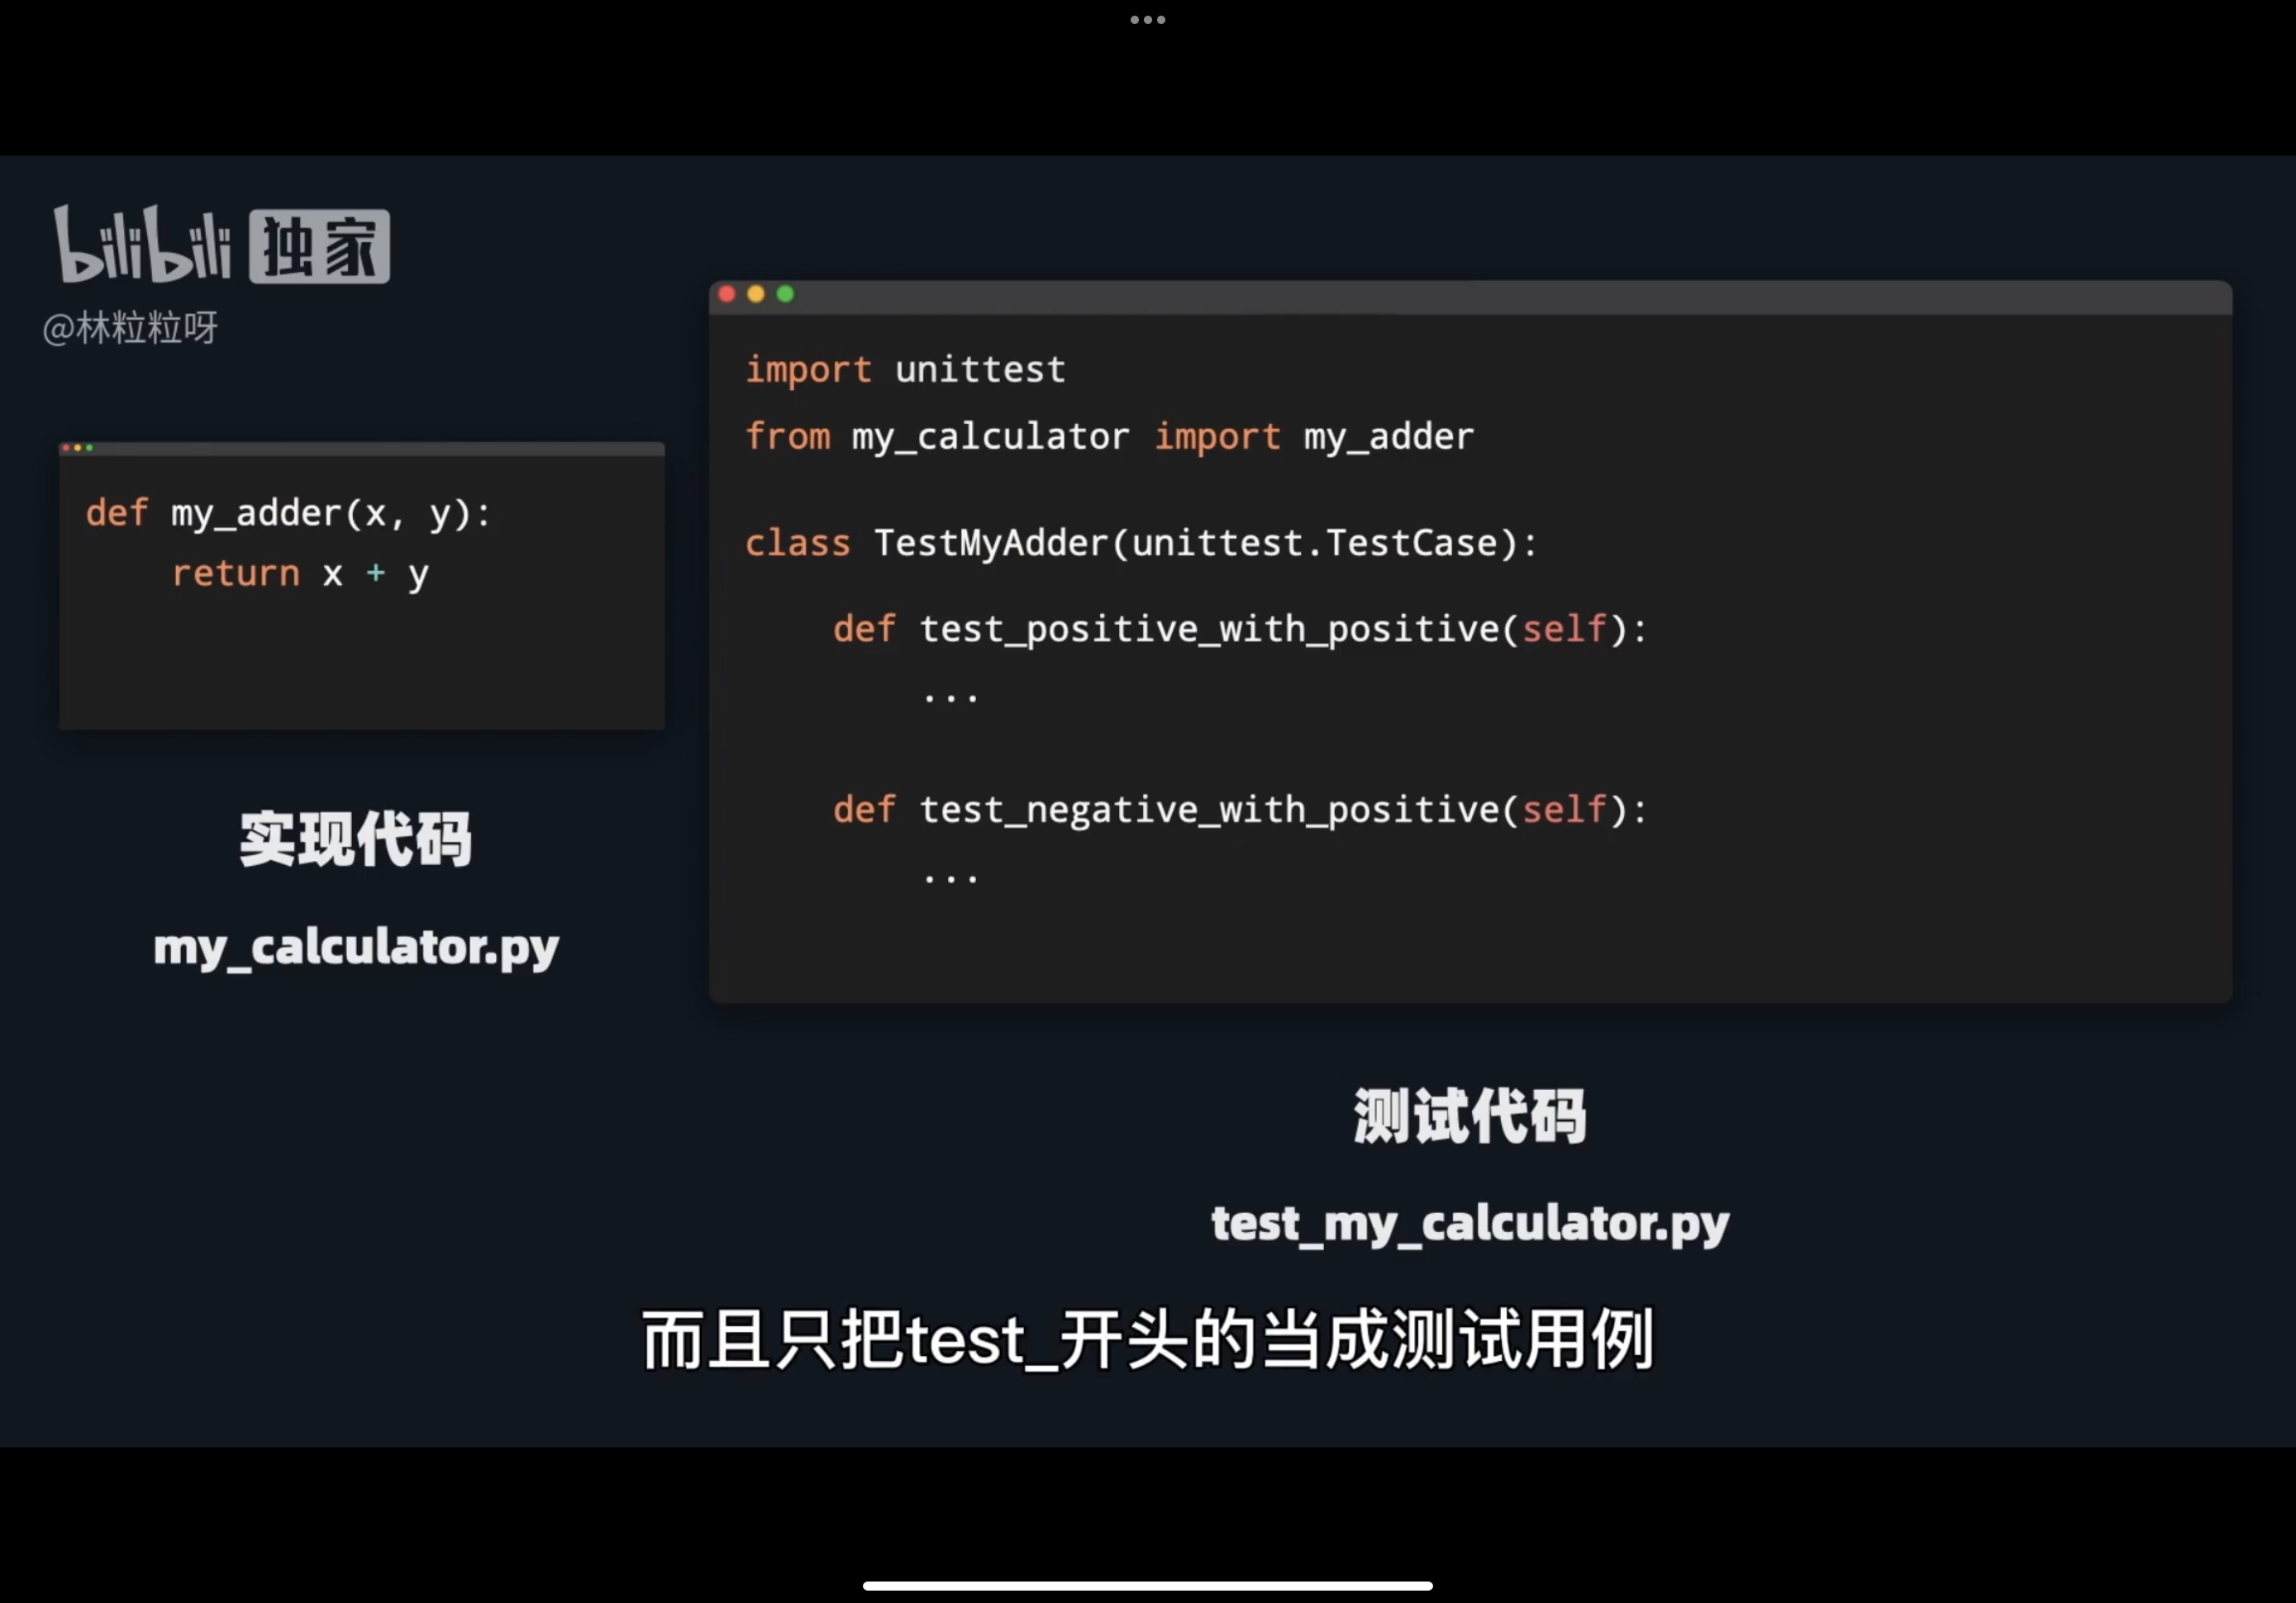 bilibili 独家
@林粒粒呀
def my_adder(x, y):
    return x + y
实现代码
my_calculator.py
import unittest
from my_calculator import my_adder
class TestMyAdder(unittest.TestCase):
    def test_positive_with_positive(self):
        ...
    def test_negative_with_positive(self):
        ...
测试代码
test_my_calculator.py
而且只把test_开头的当成测试用例